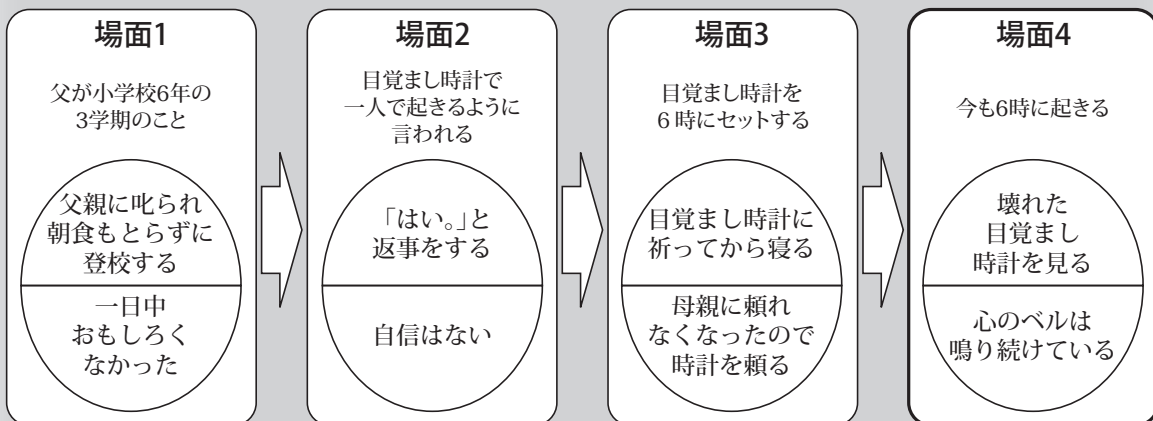 場面1
父が小学校6年の
3学期のこと
父親に叱られ
朝食もとらずに
登校する
一日中
おもしろく
なかった
場面2
目覚まし時計で
一人で起きるように
言われる
「はい。」と
返事をする
自信はない
場面3
目覚まし時計を
６時にセットする
目覚まし時計に
祈ってから寝る
母親に頼れ
なくなったので
時計を頼る
場面4
今も6時に起きる
壊れた
目覚まし
時計を見る
心のベルは
鳴り続けている